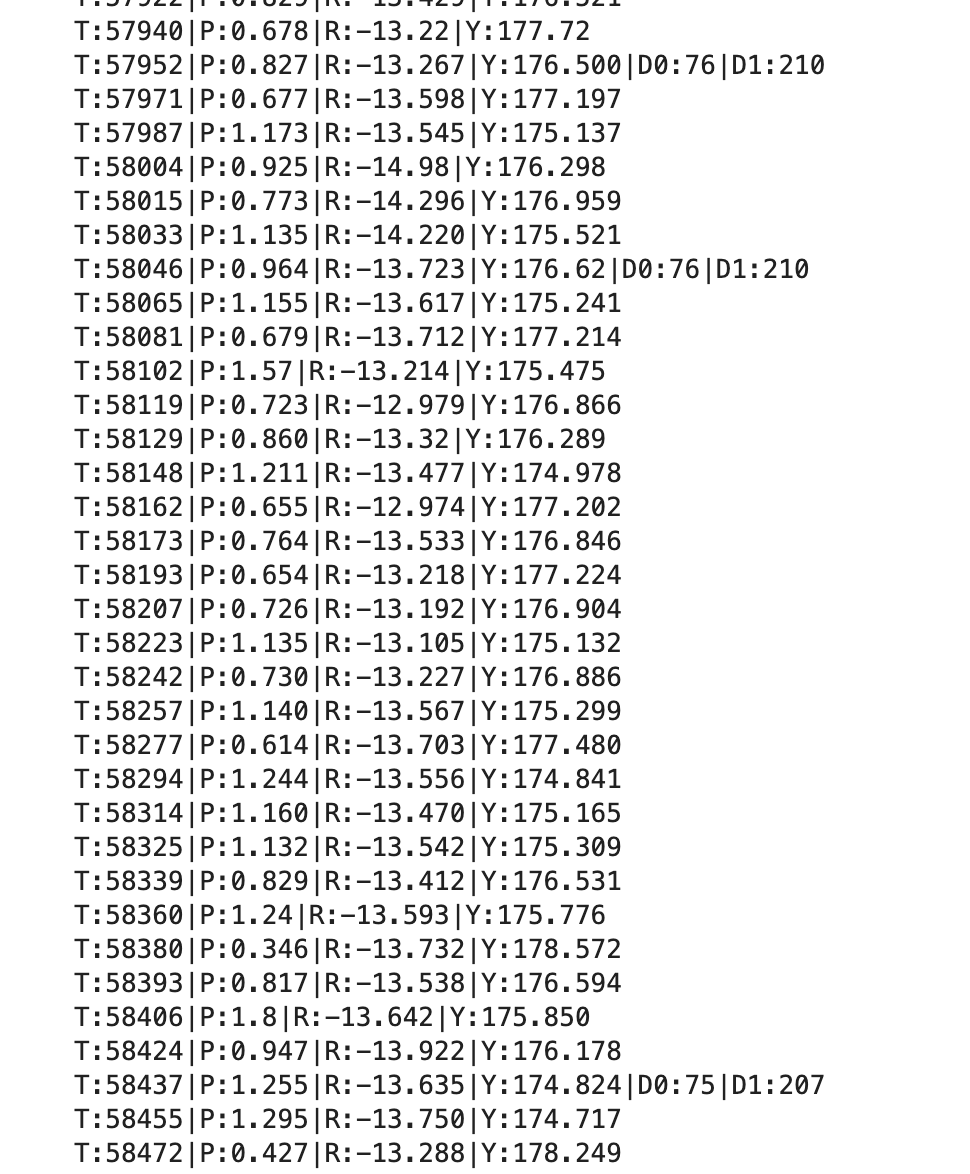 T:57922|P:0.829|R:-13.429|Y:176.521
T:57940|P:0.678|R:-13.22|Y:177.72
T:57952|P:0.827|R:-13.267|Y:176.500|D0:76|D1:210
T:57971|P:0.677|R:-13.598|Y:177.197
T:57987|P:1.173|R:-13.545|Y:175.137
T:58004|P:0.925|R:-14.98|Y:176.298
T:58015|P:0.773|R:-14.296|Y:176.959
T:58033|P:1.135|R:-14.220|Y:175.521
T:58046|P:0.964|R:-13.723|Y:176.62|D0:76|D1:210
T:58065|P:1.155|R:-13.617|Y:175.241
T:58081|P:0.679|R:-13.712|Y:177.214
T:58102|P:1.57|R:-13.214|Y:175.475
T:58119|P:0.723|R:-12.979|Y:176.866
T:58129|P:0.860|R:-13.32|Y:176.289
T:58148|P:1.211|R:-13.477|Y:174.978
T:58162|P:0.655|R:-12.974|Y:177.202
T:58173|P:0.764|R:-13.533|Y:176.846
T:58193|P:0.654|R:-13.218|Y:177.224
T:58207|P:0.726|R:-13.192|Y:176.904
T:58223|P:1.135|R:-13.105|Y:175.132
T:58242|P:0.730|R:-13.227|Y:176.886
T:58257|P:1.140|R:-13.567|Y:175.299
T:58277|P:0.614|R:-13.703|Y:177.480
T:58294|P:1.244|R:-13.556|Y:174.841
T:58314|P:1.160|R:-13.470|Y:175.165
T:58325|P:1.132|R:-13.542|Y:175.309
T:58339|P:0.829|R:-13.412|Y:176.531
T:58360|P:1.24|R:-13.593|Y:175.776
T:58380|P:0.346|R:-13.732|Y:178.572
T:58393|P:0.817|R:-13.538|Y:176.594
T:58406|P:1.8|R:-13.642|Y:175.850
T:58424|P:0.947|R:-13.922|Y:176.178
T:58437|P:1.255|R:-13.635|Y:174.824|D0:75|D1:207
T:58455|P:1.295|R:-13.750|Y:174.717
T:58472|P:0.427|R:-13.288|Y:178.249